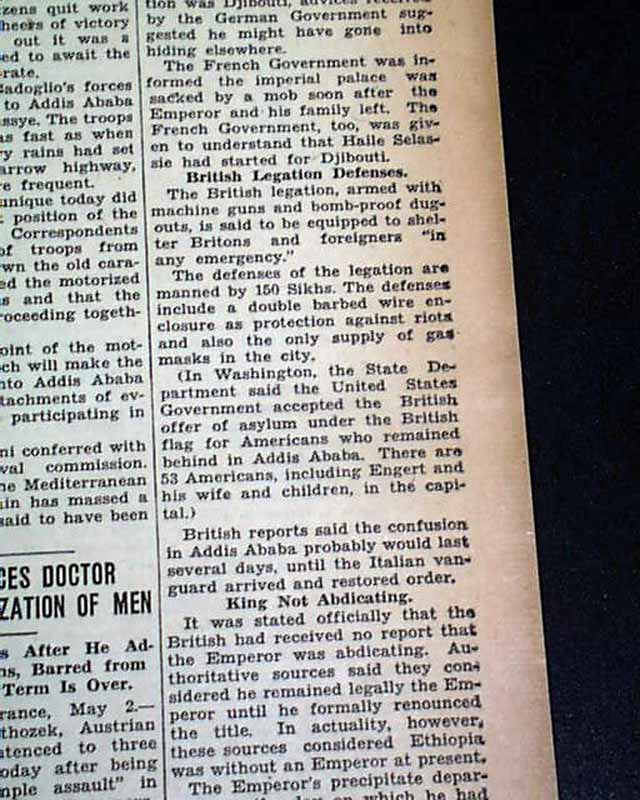 zens quit work
heers of victory
out it was a
ed to await the
rate.
adoglio's forces
to Addis Ababa
ssye. The troops
as fast as when
ry rains had set
arrow highway,
e frequent.
unique today did
position of the
Correspondents
of troops from
wn the old cara-
ed the motorized
s and that the
roceeding togeth-
oint of the mot-
ch will make the
nto Addis Ababa
tachments of ev-
participating in
ni conferred with
val commission.
e Mediterranean
ain has massed a
said to have been
CES DOCTOR
ZATION OF MEN
s After He Ad-
ns, Barred from
Term Is Over.
rance, May 2.—
thozek, Austrian
tenced to three
oday after being
mple assault" in
tion was Djibouti, advices received
by the German Government sug-
gested he might have gone into
hiding elsewhere.
The French Government was in-
formed the imperial palace was
sacked by a mob soon after the
Emperor and his family left. The
French Government, too, was giv-
en to understand that Haile Selas-
sie had started for Djibouti.
British Legation Defenses.
The British legation, armed with
machine guns and bomb-proof dug-
outs, is said to be equipped to shel-
ter Britons and foreigners "in
any emergency."
The defenses of the legation are
manned by 150 Sikhs. The defenses
include a double barbed wire en-
closure as protection against riots
and also the only supply of gas
masks in the city.
(In Washington, the State De-
partment said the United States
Government accepted the British
offer of asylum under the British
flag for Americans who remained
behind in Addis Ababa. There are
53 Americans, including Engert and
his wife and children, in the capi-
tal.)
British reports said the confusion
in Addis Ababa probably would last
several days, until the Italian van-
guard arrived and restored order.
King Not Abdicating.
It was stated officially that the
British had received no report that
the Emperor was abdicating. Au-
thoritative sources said they con-
sidered he remained legally the Em-
peror until he formally renounced
the title. In actuality, however,
these sources considered Ethiopia
was without an Emperor at present.
The Emperor's precipitate depar-
on which he had